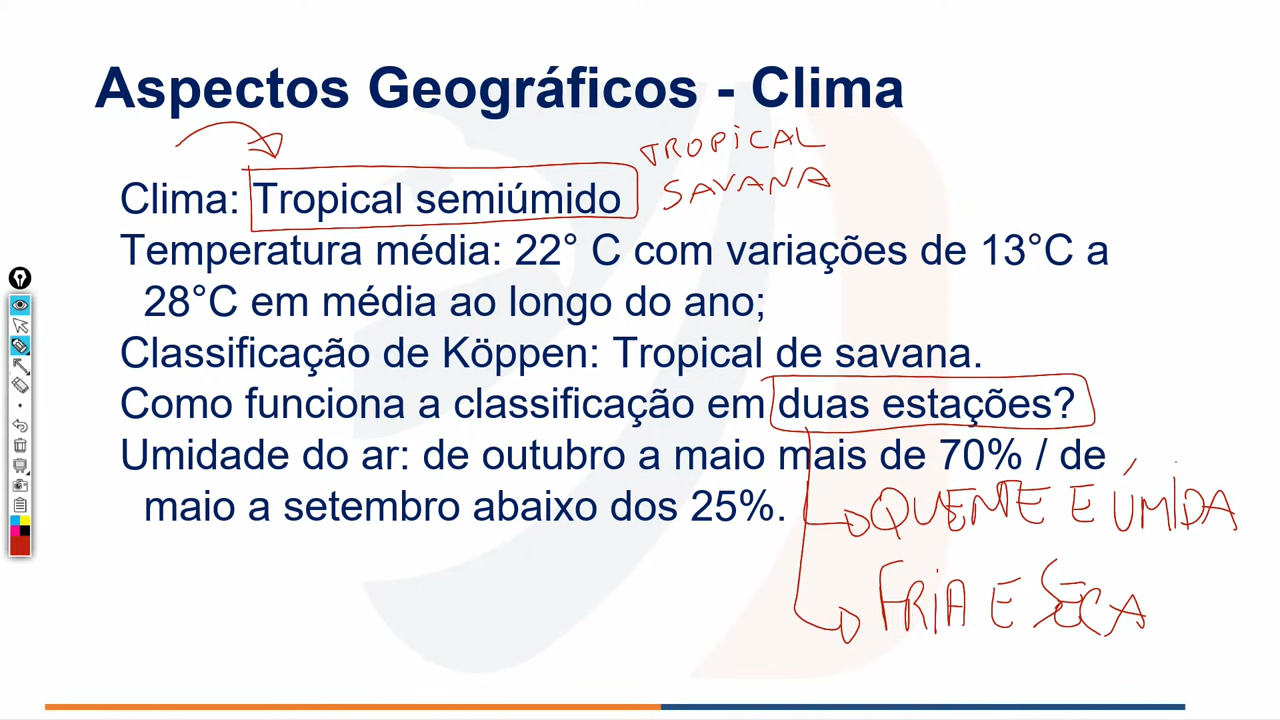 Aspectos Geográficos - Clima
TROPICAL
SAVANA
Clima: Tropical semiúmido
Temperatura média: 22° C com variações de 13°C a
28°C em média ao longo do ano;
Classificação de Köppen: Tropical de savana.
Como funciona a classificação em duas estações?
Umidade do ar: de outubro a maio mais de 70% / de
maio a setembro abaixo dos 25%.
QUENTE E ÚMIDA
FRIA E SECA